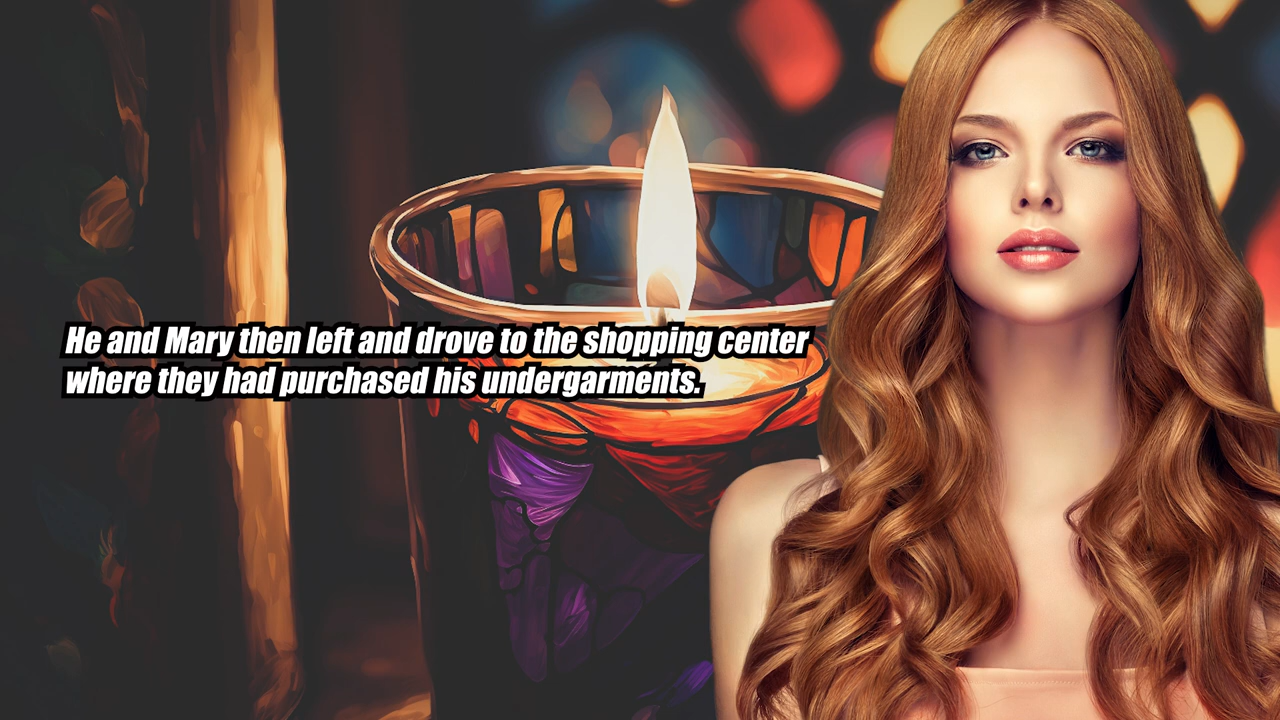 He and Mary then left and drove to the shopping center
where they had purchased his undergarments.